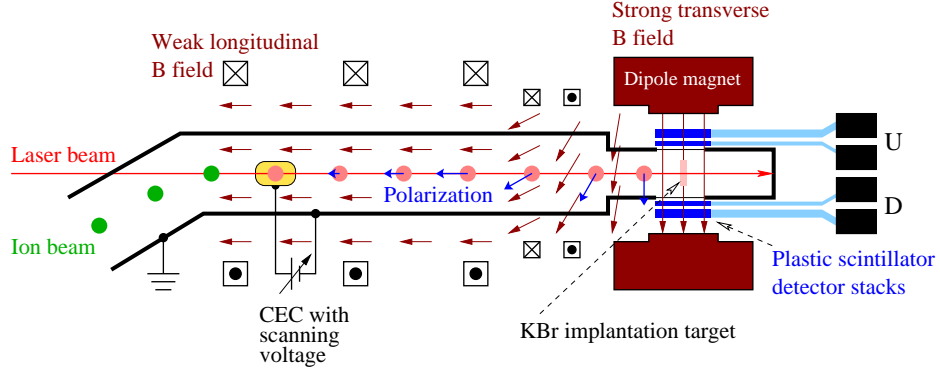 Strong transverse
B field
Weak longitudinal
B field
Dipole magnet
Laser beam
U
Polarization
D
Ion beam
Plastic scintillator
detector stacks
CEC with
scanning
voltage
KBr implantation target